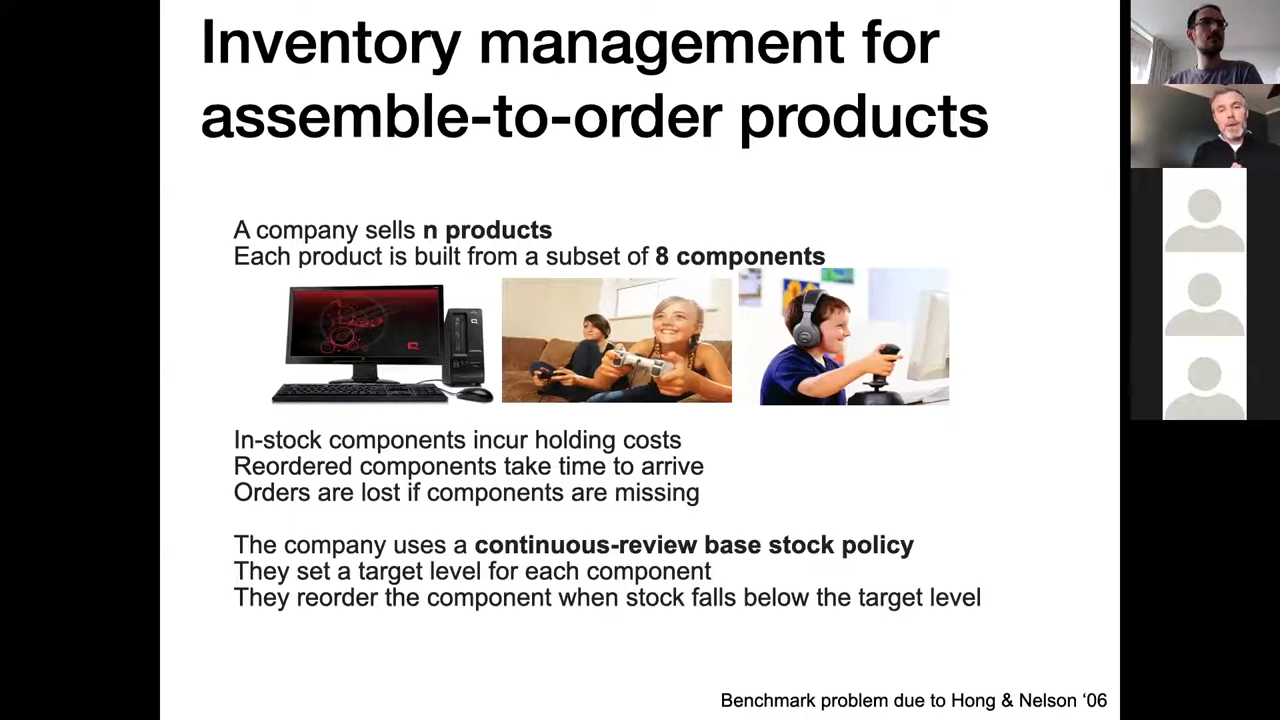 Inventory management for
assemble-to-order products
A company sells n products
Each product is built from a subset of 8 components
In-stock components incur holding costs
Reordered components take time to arrive
Orders are lost if components are missing
The company uses a continuous-review base stock policy
They set a target level for each component
They reorder the component when stock falls below the target level
Benchmark problem due to Hong & Nelson ‘06